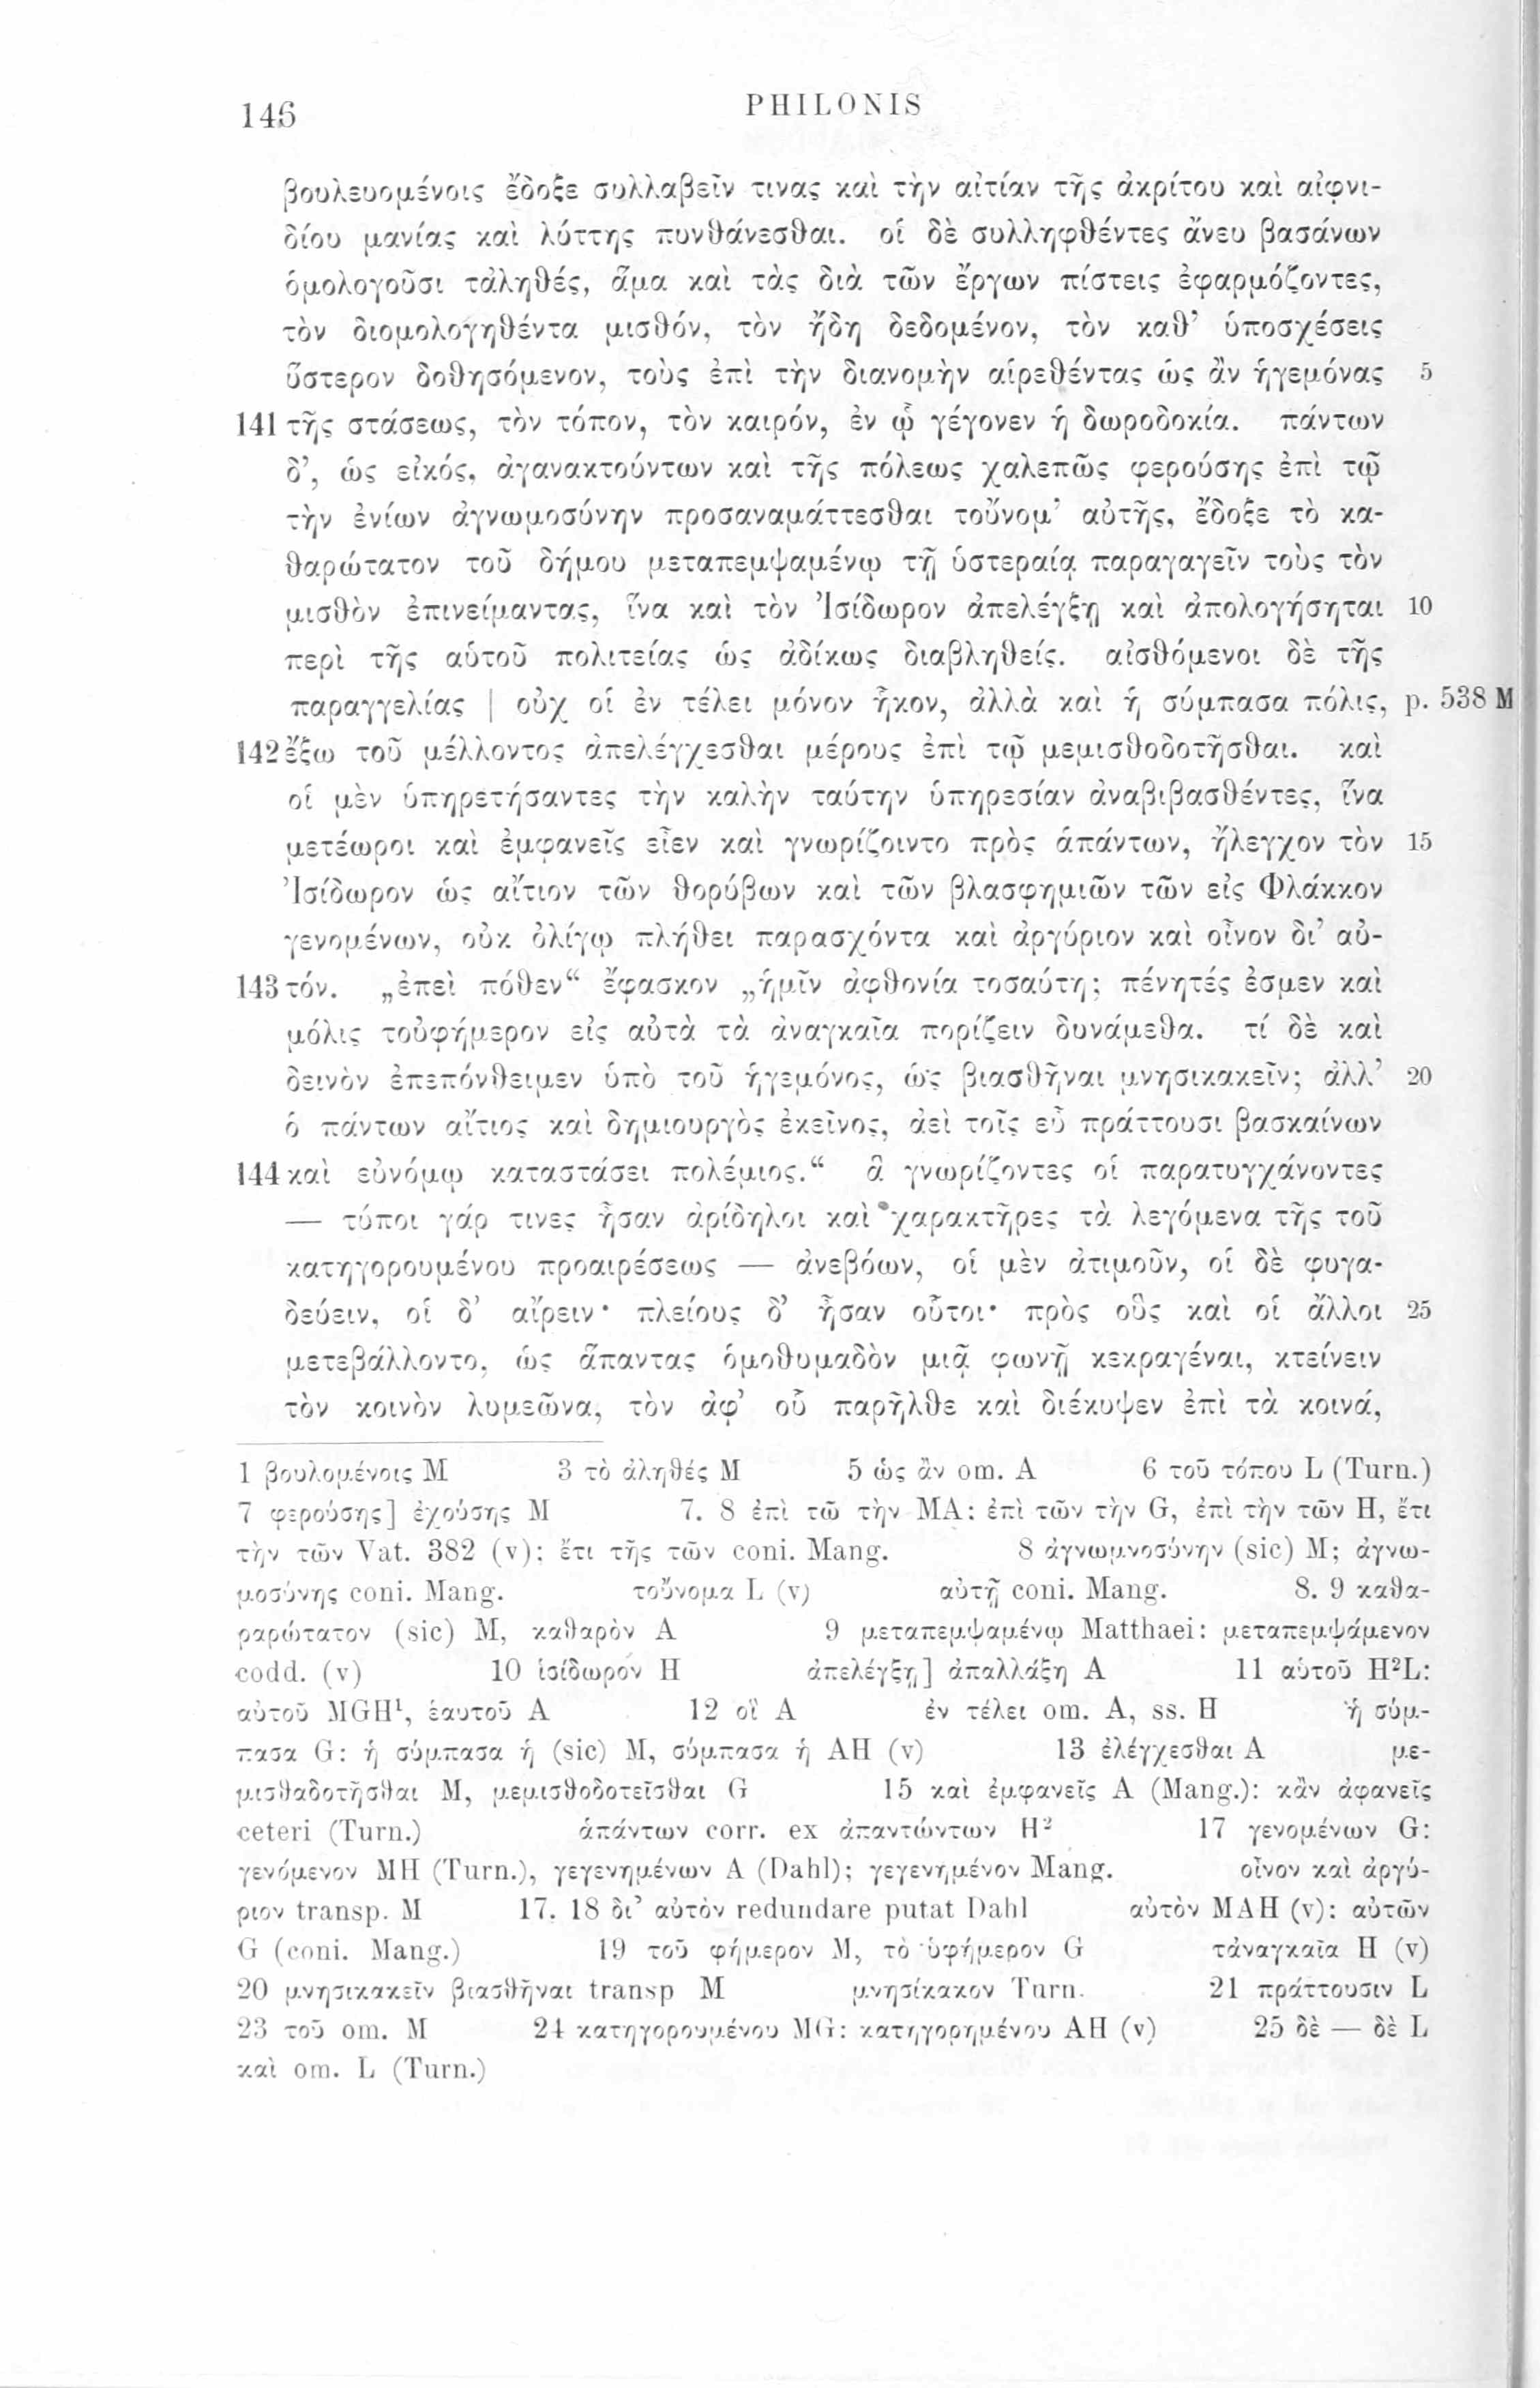 146
PHILONIS
βουλευομένοις ἔδοξε συλλαβεῖν τινας καὶ τὴν αἰτίαν τῆς ἀκρίτου καὶ αἰφνι-
δίου μανίας καὶ λύττης πυνθάνεσθαι. οἱ δὲ συλληφθέντες ἄνευ βασάνων
ὁμολογοῦσι τἀληθές, ἅμα καὶ τὰς διὰ τῶν ἔργων πίστεις ἐφαρμόζοντες,
τὸν διομολογηθέντα μισθόν, τὸν ἤδη δεδομένον, τὸν καθ’ ὑποσχέσεις
ὕστερον δοθησόμενον, τοὺς ἐπὶ τὴν διανομὴν αἱρεθέντας ὡς ἂν ἡγεμόνας 5
141 τῆς στάσεως, τὸν τόπον, τὸν καιρόν, ἐν ᾧ γέγονεν ἡ δωροδοκία. πάντων
δ’, ὡς εἰκός, ἀγανακτούντων καὶ τῆς πόλεως χαλεπῶς φερούσης ἐπὶ τῷ
τὴν ἐνίων ἀγνωμοσύνην προσαναμάττεσθαι τοὔνομ’ αὐτῆς, ἔδοξε τὸ κα-
θαρώτατον τοῦ δήμου μεταπεμψαμένῳ τῇ ὑστεραίᾳ παραγαγεῖν τοὺς τὸν
μισθὸν ἐπινείμαντας, ἵνα καὶ τὸν Ἰσίδωρον ἀπελέγξῃ καὶ ἀπολογήσηται 10
περὶ τῆς αὑτοῦ πολιτείας ὡς ἀδίκως διαβληθείς. αἰσθόμενοι δὲ τῆς
παραγγελίας | οὐχ οἱ ἐν τέλει μόνον ἧκον, ἀλλὰ καὶ ἡ σύμπασα πόλις, p. 538 M
142 ἔξω τοῦ μέλλοντος ἀπελέγχεσθαι μέρους ἐπὶ τῷ μεμισθοδοτῆσθαι. καὶ
οἱ μὲν ὑπηρετήσαντες τὴν καλὴν ταύτην ὑπηρεσίαν ἀναβιβασθέντες, ἵνα
μετέωροι καὶ ἐμφανεῖς εἶεν καὶ γνωρίζοιντο πρὸς ἁπάντων, ἤλεγχον τὸν 15
Ἰσίδωρον ὡς αἴτιον τῶν θορύβων καὶ τῶν βλασφημιῶν τῶν εἰς Φλάκκον
γενομένων, οὐκ ὀλίγῳ πλήθει παρασχόντα καὶ ἀργύριον καὶ οἶνον δι’ αὐ-
143 τόν. „ἐπεὶ πόθεν“ ἔφασκον „ἡμῖν ἀφθονία τοσαύτη; πένητές ἐσμεν καὶ
μόλις τοὐφήμερον εἰς αὐτὰ τὰ ἀναγκαῖα πορίζειν δυνάμεθα. τί δὲ καὶ
δεινὸν ἐπεπόνθειμεν ὑπὸ τοῦ ἡγεμόνος, ὡς βιασθῆναι μνησικακεῖν; ἀλλ’ 20
ὁ πάντων αἴτιος καὶ δημιουργὸς ἐκεῖνος, ἀεὶ τοῖς εὖ πράττουσι βασκαίνων
144 καὶ εὐνόμῳ καταστάσει πολέμιος.“ ἃ γνωρίζοντες οἱ παρατυγχάνοντες
— τύποι γάρ τινες ἦσαν ἀρίδηλοι καὶ χαρακτῆρες τὰ λεγόμενα τῆς τοῦ
κατηγορουμένου προαιρέσεως — ἀνεβόων, οἱ μὲν ἀτιμοῦν, οἱ δὲ φυγα-
δεύειν, οἱ δ’ αἴρειν· πλείους δ’ ἦσαν οὗτοι· πρὸς οὓς καὶ οἱ ἄλλοι 25
μετεβάλλοντο, ὡς ἅπαντας ὁμοθυμαδὸν μιᾷ φωνῇ κεκραγέναι, κτείνειν
τὸν κοινὸν λυμεῶνα, τὸν ἀφ’ οὗ παρῆλθε καὶ διέκυψεν ἐπὶ τὰ κοινά,
1 βουλομένοις M 3 τὸ ἀληθές M 5 ὡς ἂν om. A 6 τοῦ τόπου L (Turn.)
7 φερούσης] ἐχούσης M 7. 8 ἐπὶ τῶ τὴν MA: ἐπὶ τῶν τὴν G, ἐπὶ τὴν τῶν H, ἔτι
τὴν τῶν Vat. 382 (v); ἔτι τῆς τῶν coni. Mang. 8 ἀγνωμνοσύνην (sic) M; ἀγνω-
μοσύνης coni. Mang. τοὔνομα L (v) αὐτῇ coni. Mang. 8. 9 καθα-
ραρώτατον (sic) M, καθαρὸν A 9 μεταπεμψαμένῳ Matthaei: μεταπεμψάμενον
codd. (v) 10 ἰσίδωρον H ἀπελέγξῃ] ἀπαλλάξη A 11 αὑτοῦ H²L:
αὐτοῦ MGH¹, ἑαυτοῦ A 12 οἳ A ἐν τέλει om. A, ss. H ἡ σύμ-
πασα G: ἡ σύμπασα ἡ (sic) M, σύμπασα ἡ AH (v) 13 ἐλέγχεσθαι A με-
μισθαδοτῆσθαι M, μεμισθοδοτεῖσθαι G 15 καὶ ἐμφανεῖς A (Mang.): κἂν ἀφανεῖς
ceteri (Turn.) ἁπάντων corr. ex ἀπαντώντων H² 17 γενομένων G:
γενόμενον MH (Turn.), γεγενημένων A (Dahl); γεγενημένον Mang. οἶνον καὶ ἀργύ-
ριον transp. M 17. 18 δι’ αὐτὸν redundare putat Dahl αὐτὸν MAH (v): αὐτῶν
G (coni. Mang.) 19 τοῦ φήμερον M, τὸ ὑφήμερον G τἀναγκαῖα H (v)
20 μνησικακεῖν βιασθῆναι transp M μνησίκακον Turn. 21 πράττουσιν L
23 τοῦ om. M 24 κατηγορουμένου MG: κατηγορημένου AH (v) 25 δὲ — δὲ L
καὶ om. L (Turn.)